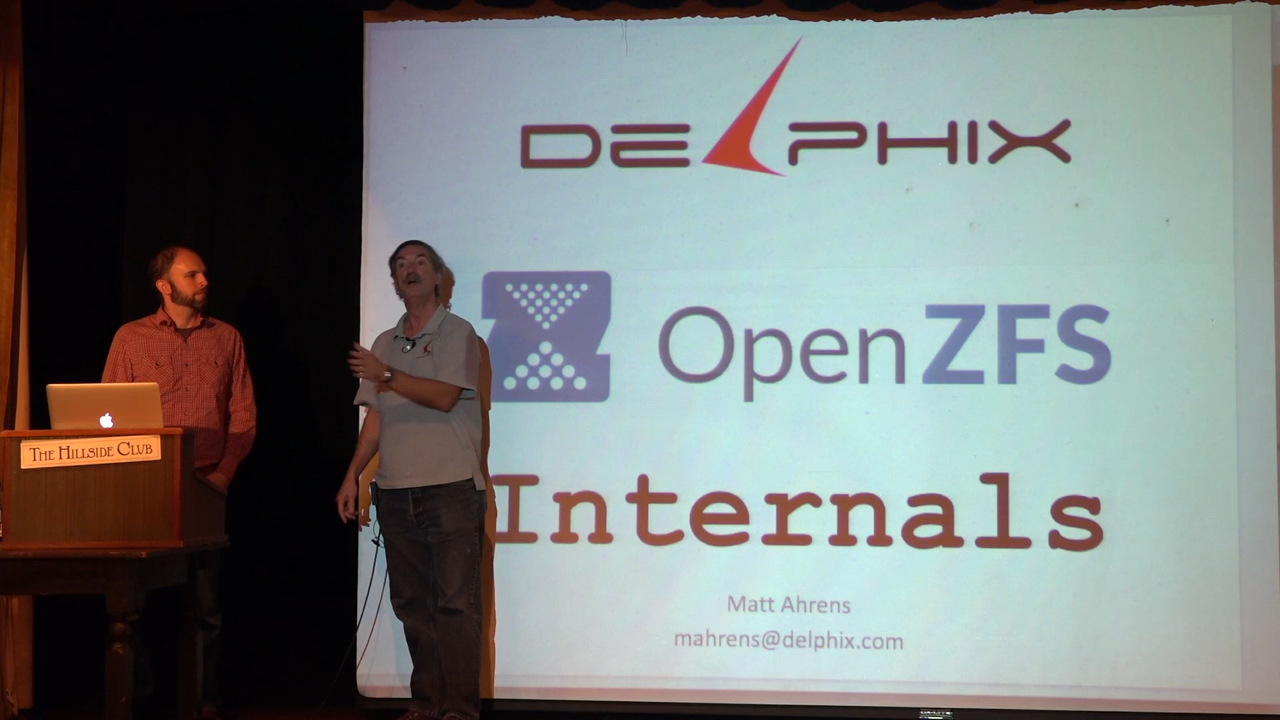 DELPHIX
OpenZFS
Internals
Matt Ahrens
mahrens@delphix.com
THE HILLSIDE CLUB